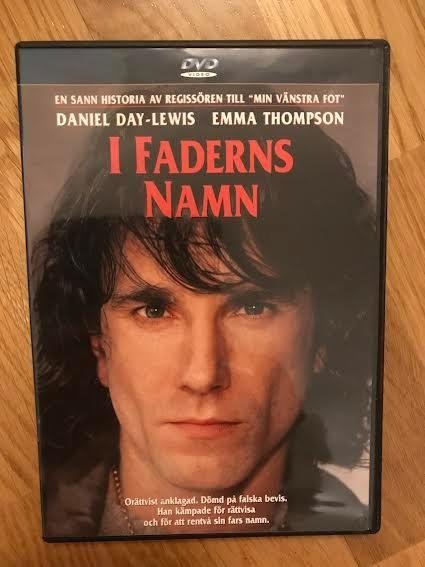 DVD
VIDEO
EN SANN HISTORIA AV REGISSÖREN TILL "MIN VÄNSTRA FOT"
DANIEL DAY-LEWIS EMMA THOMPSON
I FADERNS
NAMN
Orättvist anklagad. Dömd på falska bevis.
Han kämpade för rättvisa
och för att rentvå sin fars namn.